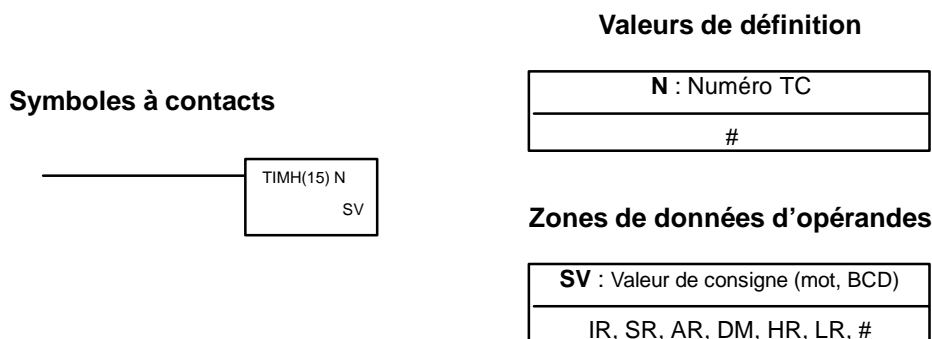 Symboles à contacts
TIMH(15) N
SV
Valeurs de définition
N : Numéro TC
#
Zones de données d’opérandes
SV : Valeur de consigne (mot, BCD)
IR, SR, AR, DM, HR, LR, #